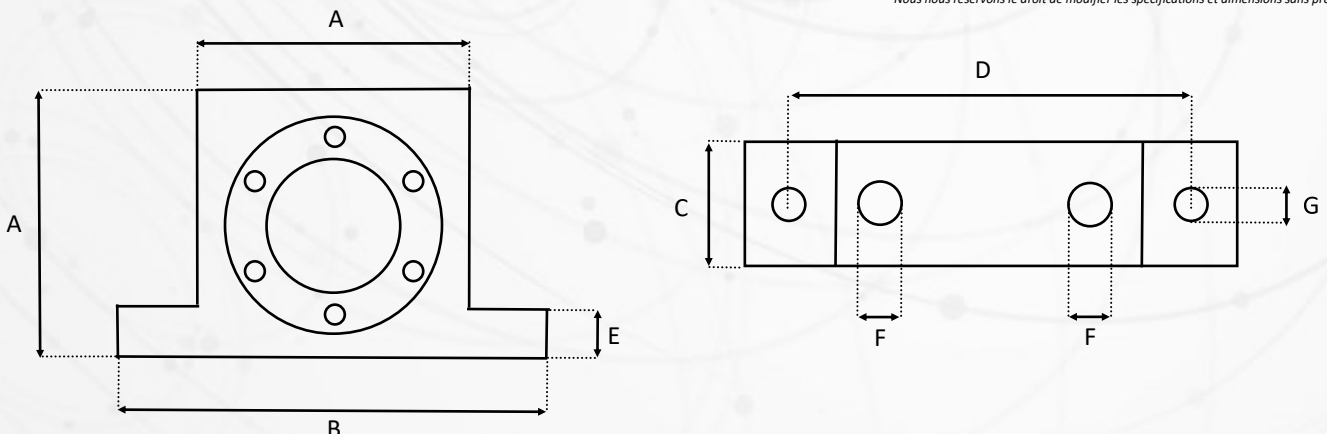 Nous nous réservons le droit de modifier les spécifications et dimensions sans
A
D
A
C
G
E
F
F
B